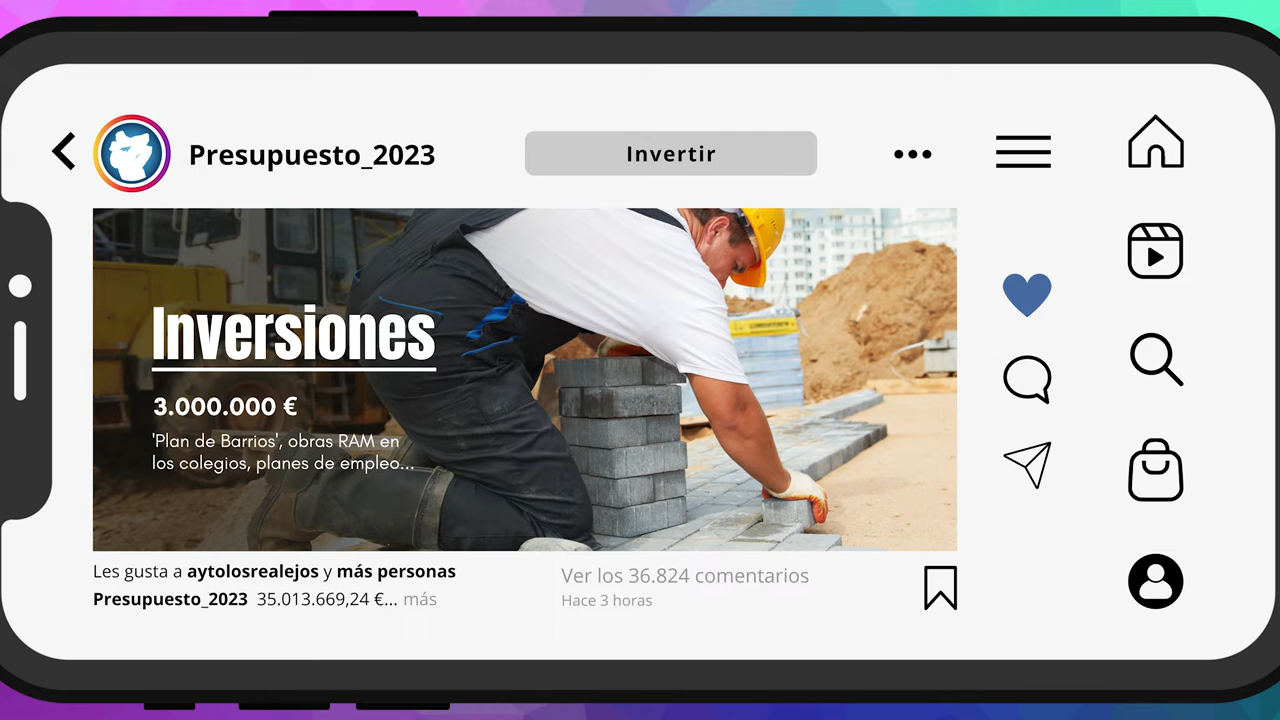 Presupuesto_2023
Invertir
Inversiones
3.000.000 €
'Plan de Barrios', obras RAM en
los colegios, planes de empleo...
Les gusta a aytolosrealejos y más personas
Presupuesto_2023 35.013.669,24 €... más
Ver los 36.824 comentarios
Hace 3 horas